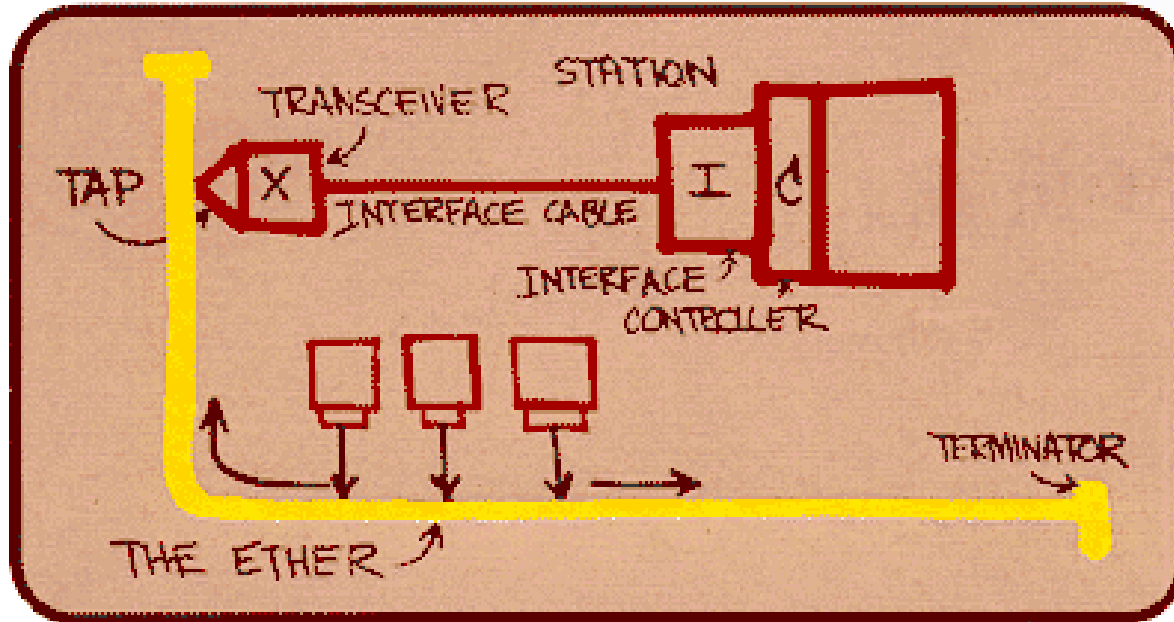 STATION
TRANSCEIVER
TAP
X
I
C
INTERFACE CABLE
INTERFACE
CONTROLLER
TERMINATOR
THE ETHER